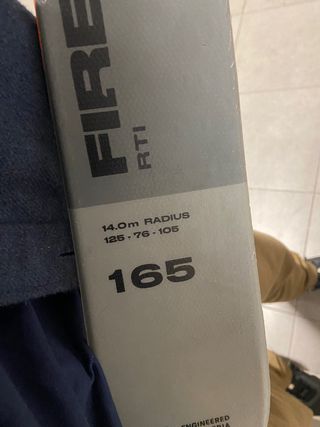 FIRE
RTI
14.0m RADIUS
125-76-105
165
ENGINEERED